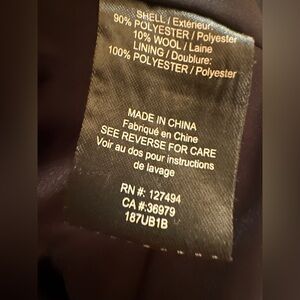 SHELL / Extérieur:
90% POLYESTER / Polyester
10% WOOL / Laine
LINING / Doublure:
100% POLYESTER / Polyester
MADE IN CHINA
Fabriqué en Chine
SEE REVERSE FOR CARE
Voir au dos pour instructions
de lavage
RN #: 127494
CA #:36979
187UB1B